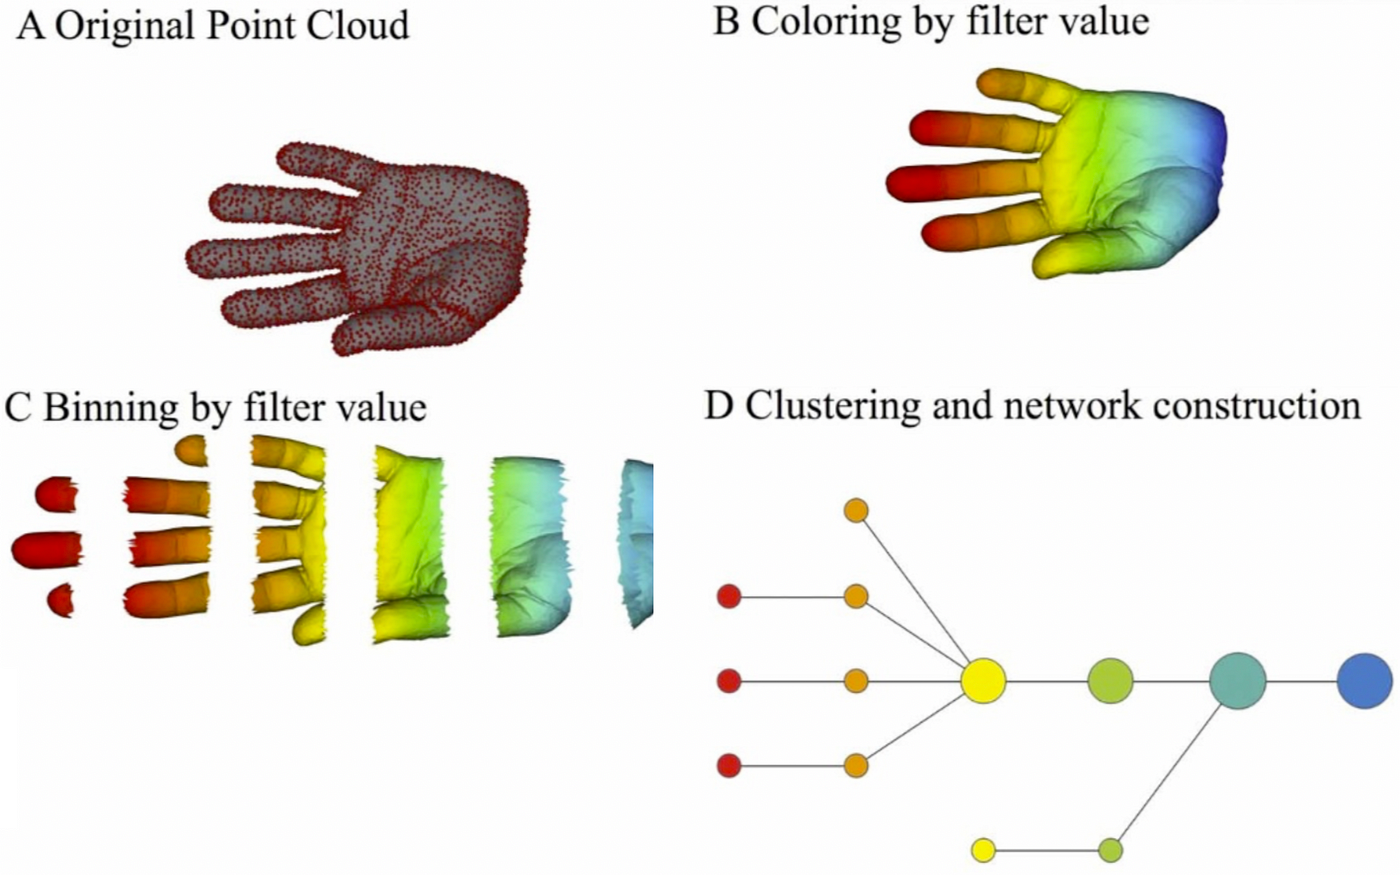 A Original Point Cloud
B Coloring by filter value
C Binning by filter value
D Clustering and network construction